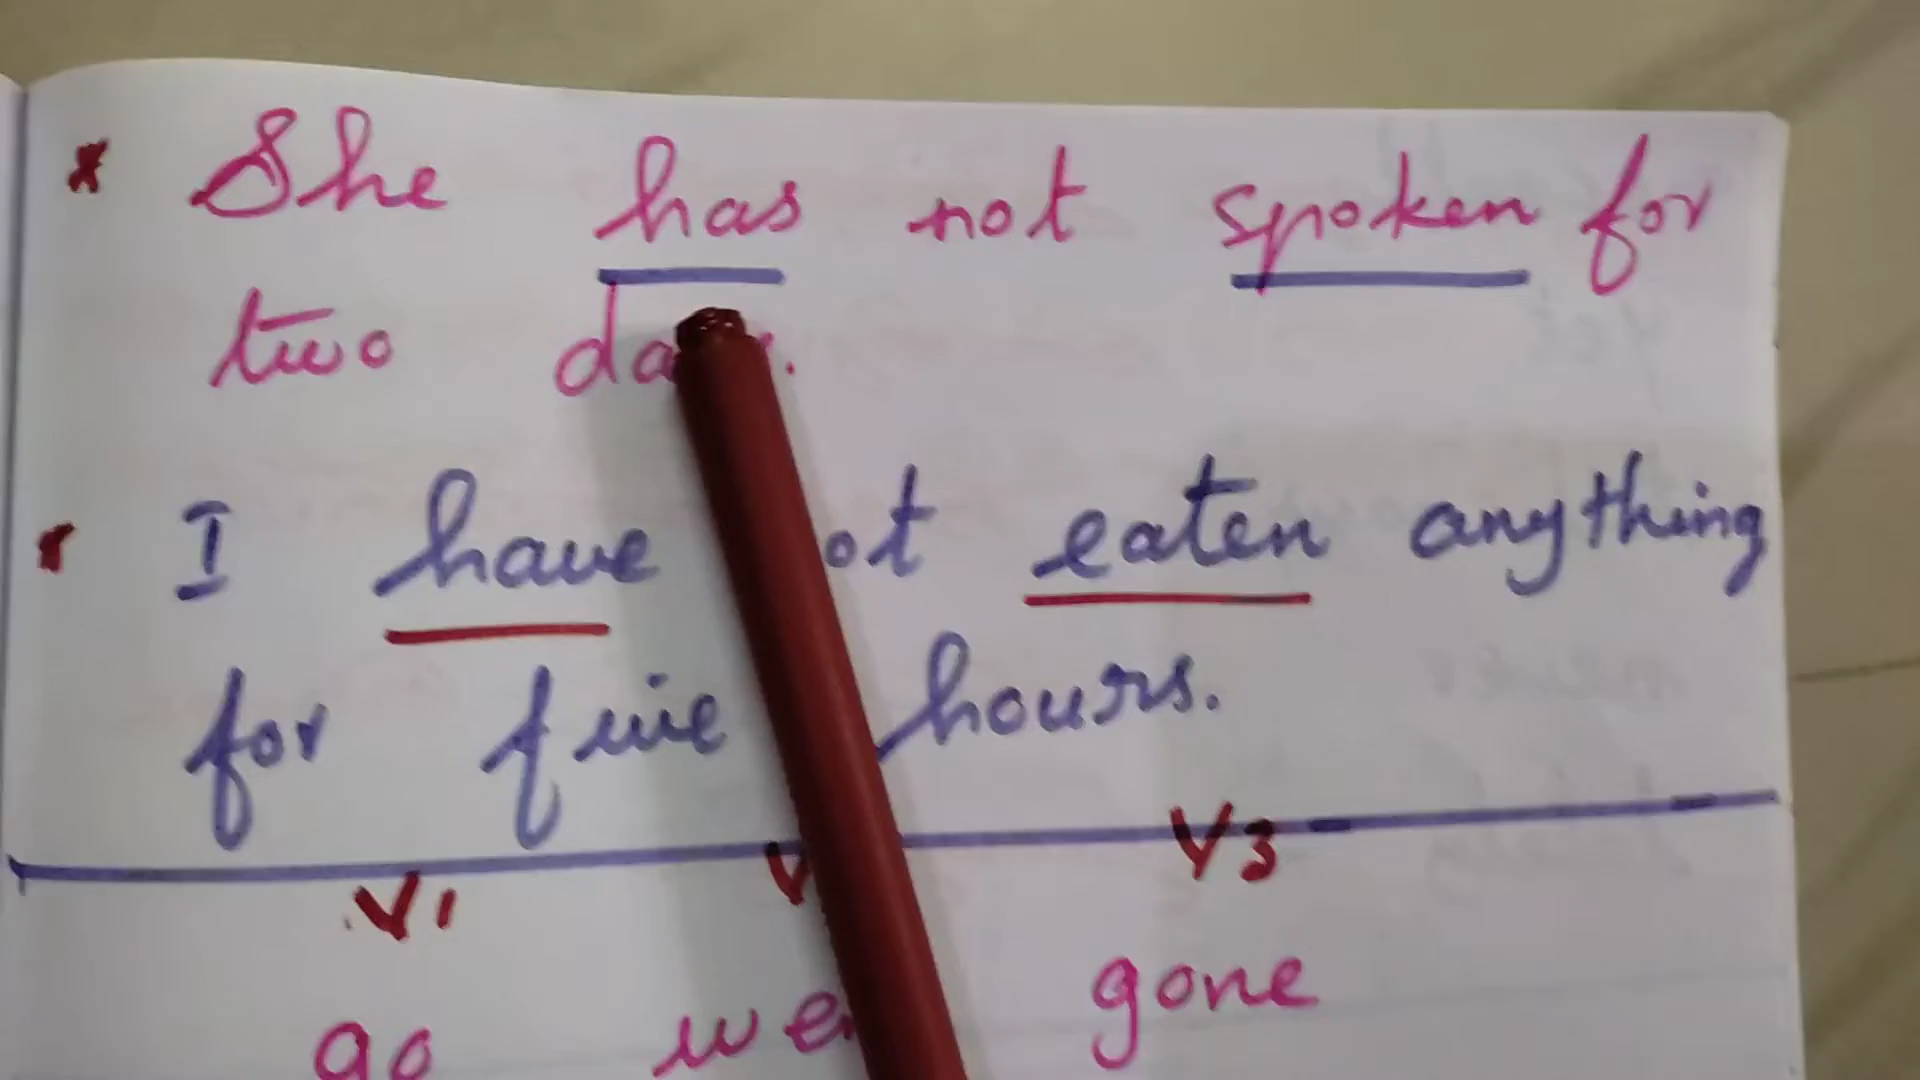 She has not spoken for
two
I have eaten anything
for five hours.
V1 V3
go gone